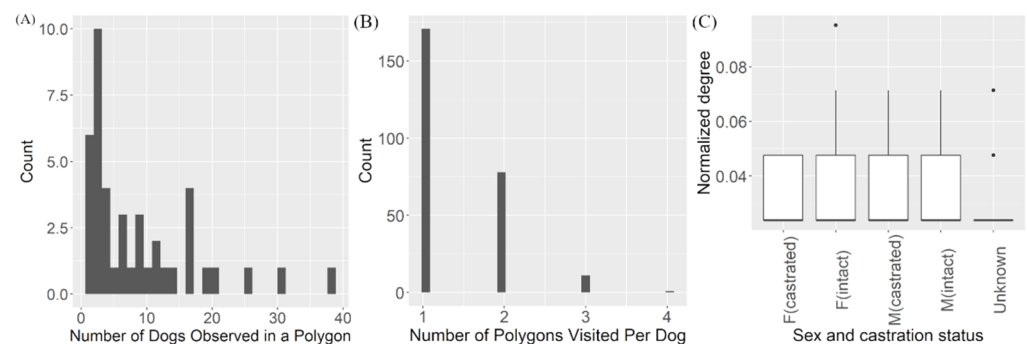 (A)
10.0
7.5
5.0
2.5
0.0
Count
0 10 20 30 40
Number of Dogs Observed in a Polygon
(B)
150
100
50
0
Count
1 2 3 4
Number of Polygons Visited Per Dog
(C)
0.08
0.06
0.04
Normalized degree
F(castrated)
F(intact)
M(castrated)
M(intact)
Unknown
Sex and castration status